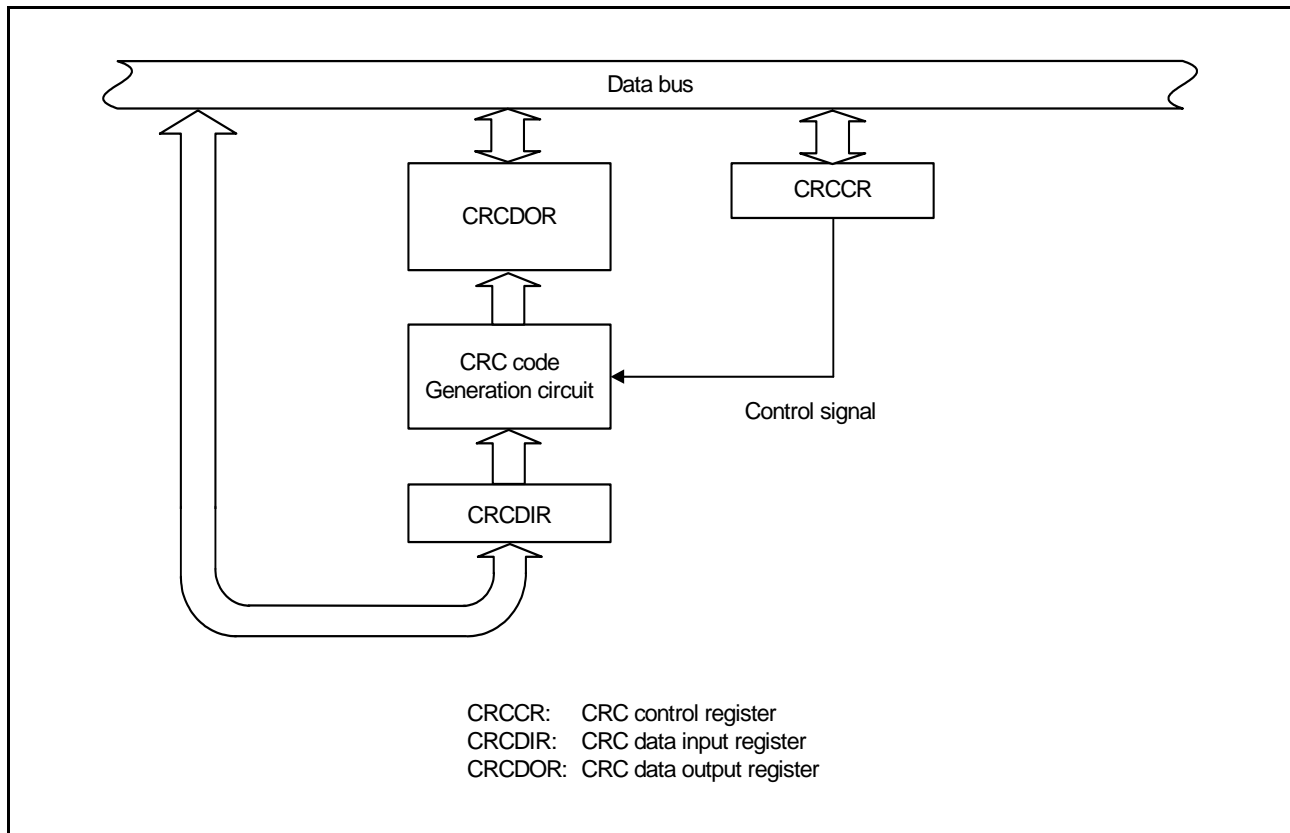 Data bus
CRCDOR
CRCCR
CRC code
Generation circuit
Control signal
CRCDIR
CRCCR: CRC control register
CRCDIR: CRC data input register
CRCDOR: CRC data output register